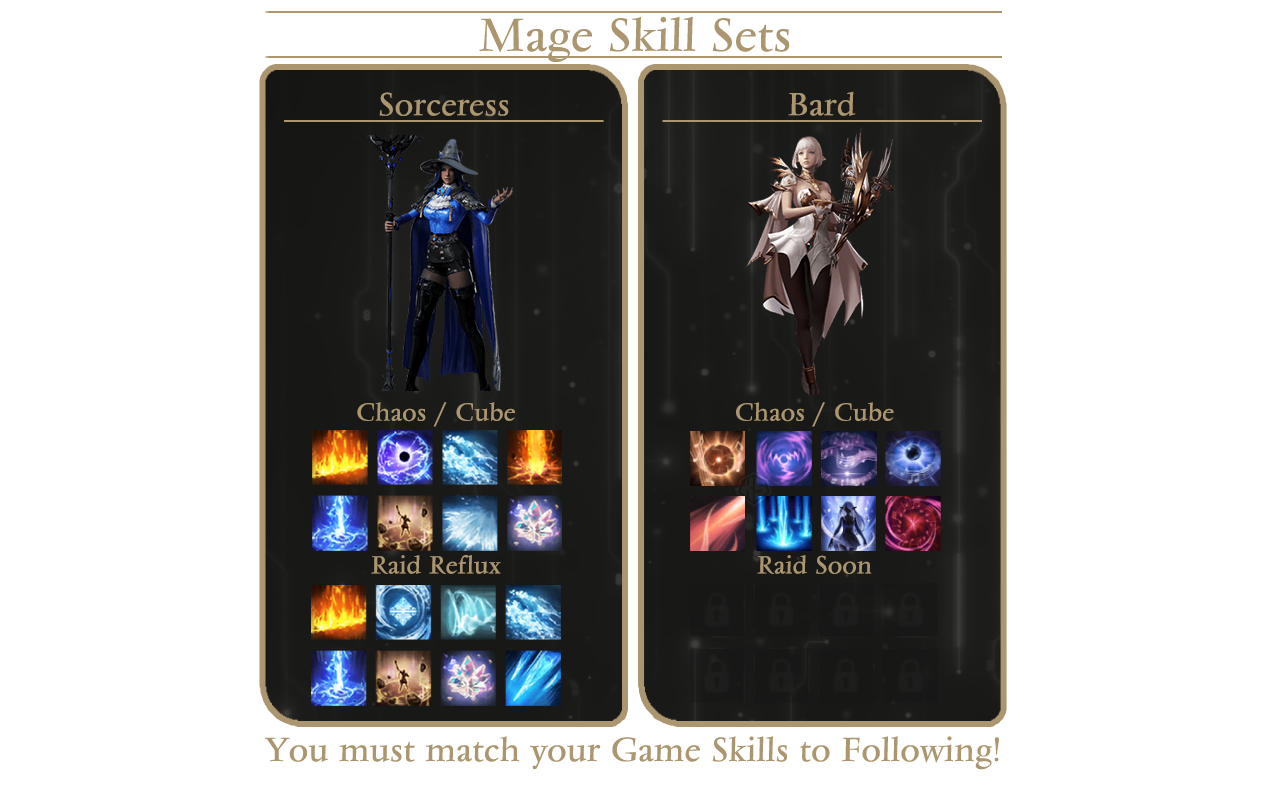 Mage Skill Sets
Sorceress
Chaos / Cube
Raid Reflux
Bard
Chaos / Cube
Raid Soon
You must match your Game Skills to Following!